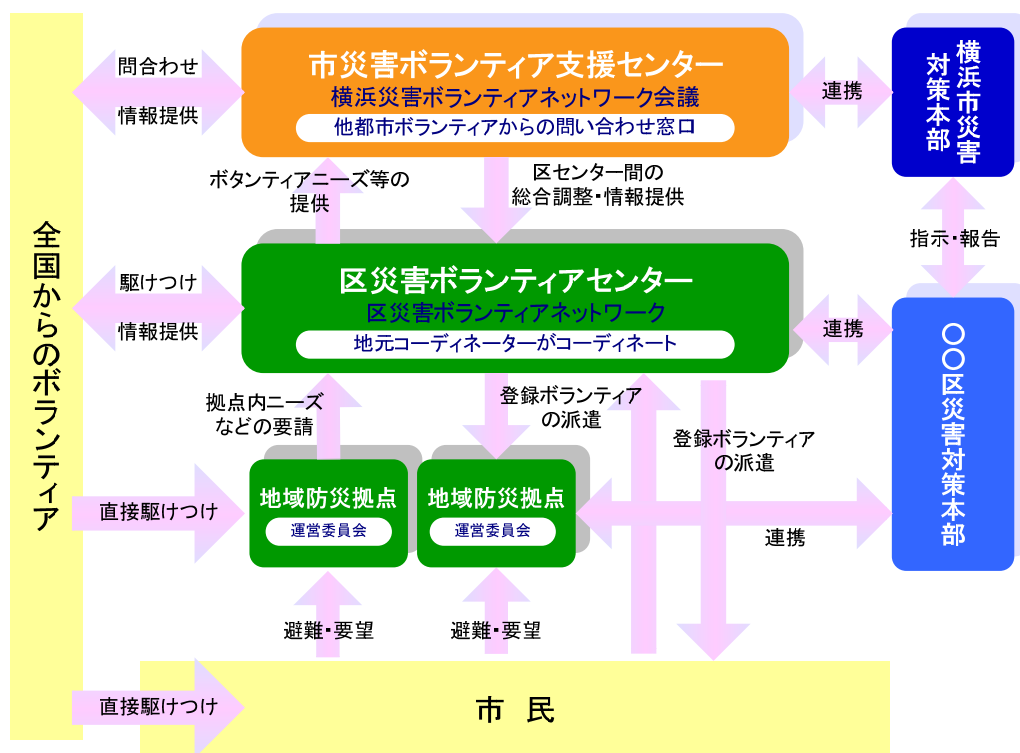 全国からのボランティア
問合わせ
情報提供
市災害ボランティア支援センター
横浜災害ボランティアネットワーク会議
他都市ボランティアからの問い合わせ窓口
連携
横浜市災害
対策本部
ボタンティアニーズ等の
提供
区センター間の
総合調整・情報提供
指示・報告
駆けつけ
情報提供
区災害ボランティアセンター
区災害ボランティアネットワーク
地元コーディネーターがコーディネート
連携
〇〇区災害対策本部
拠点内ニーズ
などの要請
登録ボランティア
の派遣
登録ボランティア
の派遣
直接駆けつけ
地域防災拠点
運営委員会
地域防災拠点
運営委員会
連携
避難・要望
避難・要望
直接駆けつけ
市 民